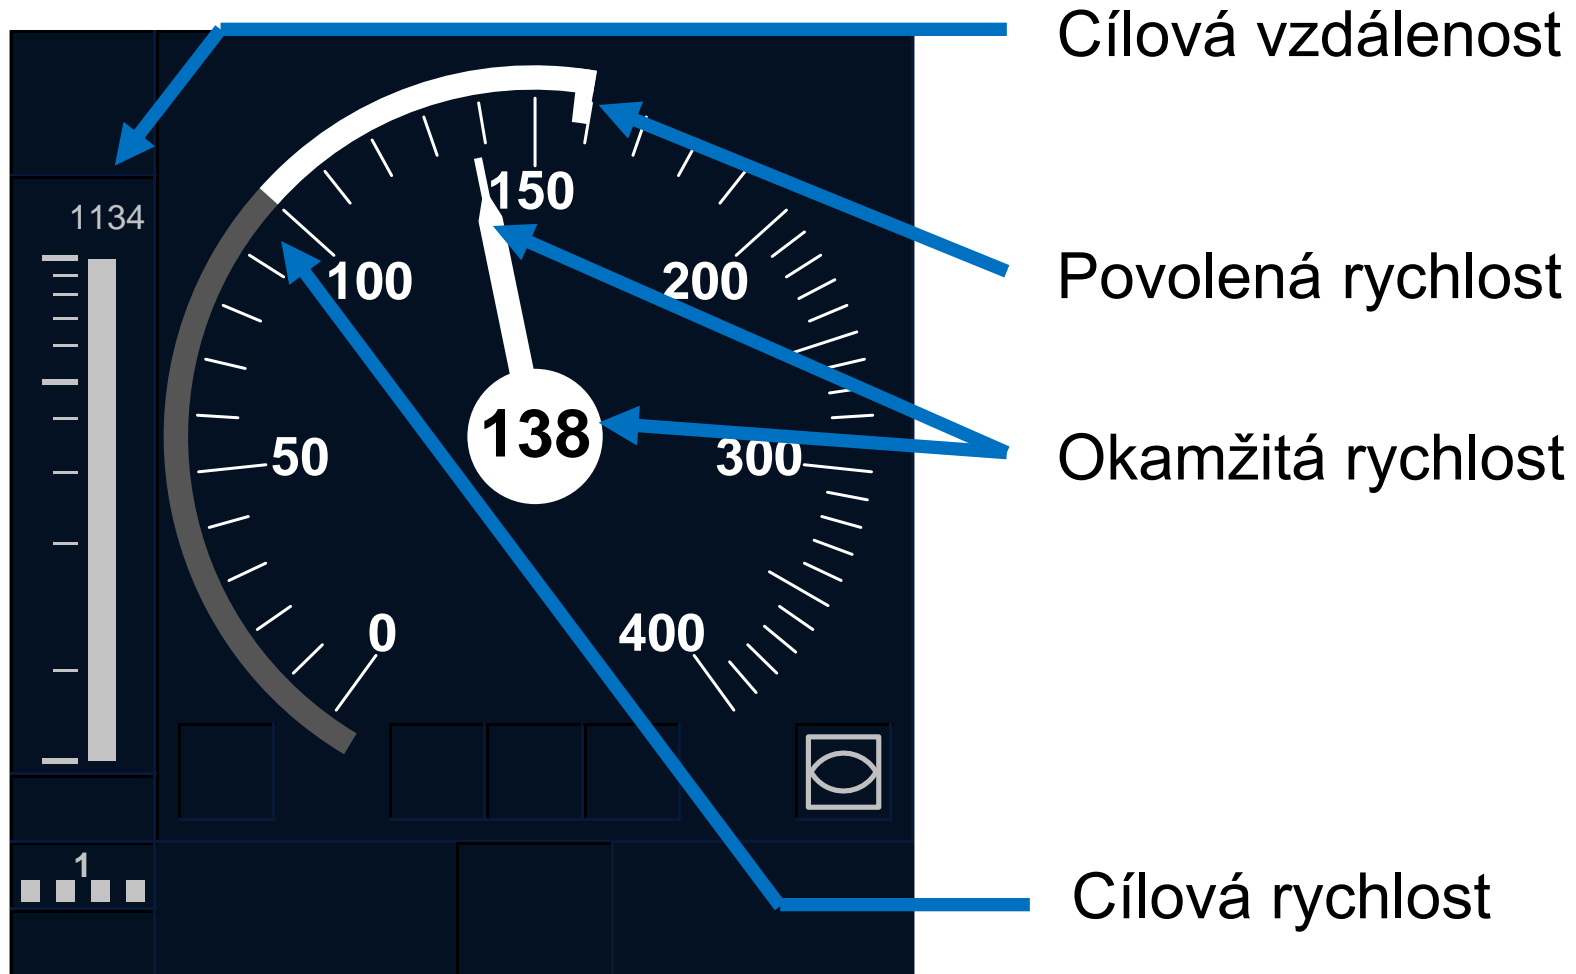 Cílová vzdálenost
1134
150
100
200
Povolená rychlost
138
50
300
Okamžitá rychlost
0
400
1
Cílová rychlost